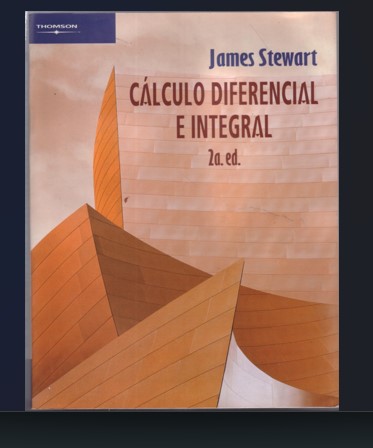 THOMSON
James Stewart
CÁLCULO DIFERENCIAL
E INTEGRAL
2a. ed.